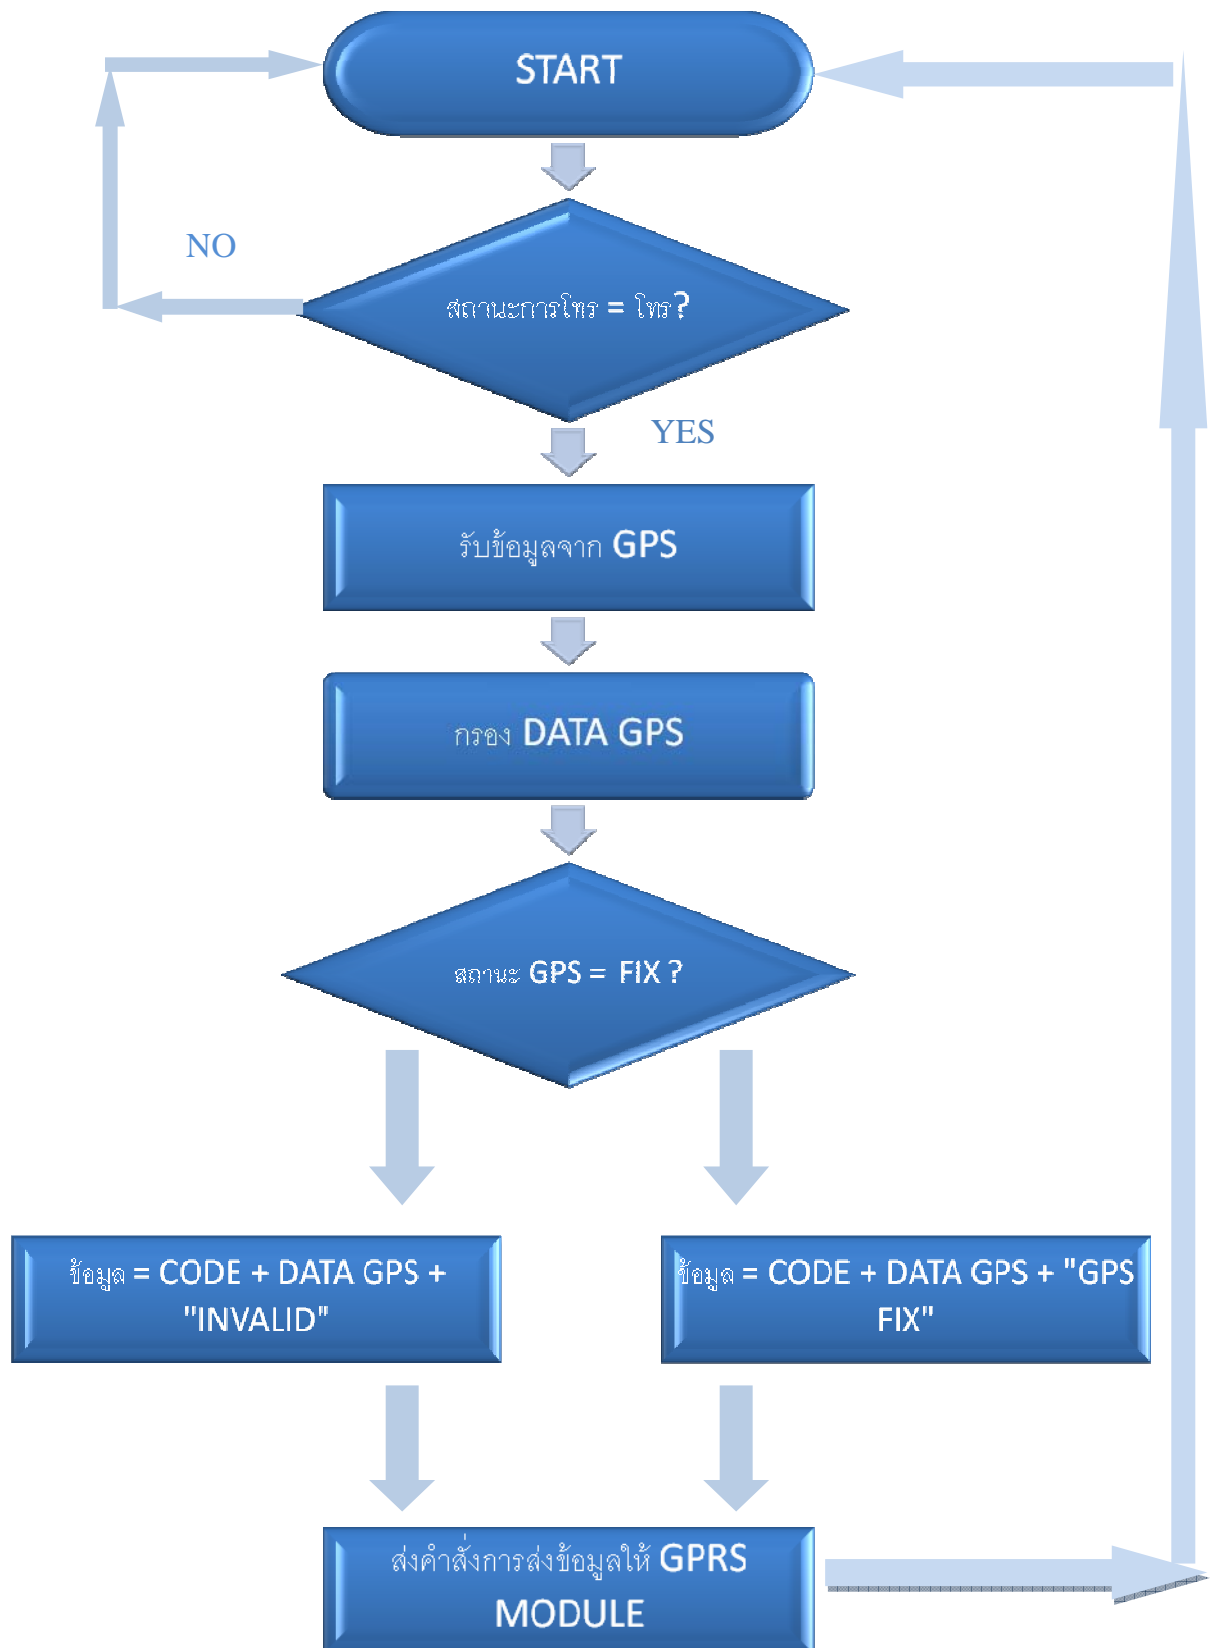 START
NO
สถานะการโทร = โทร?
YES
รับข้อมูลจาก GPS
กรอง DATA GPS
สถานะ GPS = FIX ?
ข้อมูล = CODE + DATA GPS +
"INVALID"
ข้อมูล = CODE + DATA GPS + "GPS
FIX"
ส่งคำสั่งการส่งข้อมูลให้ GPRS
MODULE